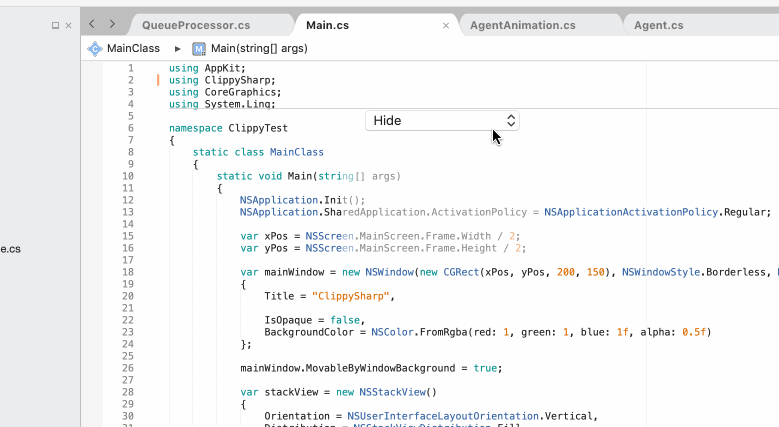 QueueProcessor.cs Main.cs AgentAnimation.cs Agent.cs
MainClass Main(string[] args)
1 using AppKit;
2 using ClippySharp;
3 using CoreGraphics;
4 using System.Linq;
5
Hide
6 namespace ClippyTest
7 {
8 static class MainClass
9 {
10 static void Main(string[] args)
11 {
12 NSApplication.Init();
13 NSApplication.SharedApplication.ActivationPolicy = NSApplicationActivationPolicy.Regular;
14
15 var xPos = NSScreen.MainScreen.Frame.Width / 2;
16 var yPos = NSScreen.MainScreen.Frame.Height / 2;
17
e.cs
18 var mainWindow = new NSWindow(new CGRect(xPos, yPos, 200, 150), NSWindowStyle.Borderless,
19 {
20 Title = "ClippySharp",
21
22 IsOpaque = false,
23 BackgroundColor = NSColor.FromRgba(red: 1, green: 1, blue: 1f, alpha: 0.5f)
24 };
25
26 mainWindow.MovableByWindowBackground = true;
27
28 var stackView = new NSStackView()
29 {
30 Orientation = NSUserInterfaceLayoutOrientation.Vertical,
31 Distribution = NSStackViewDistribution.Fill